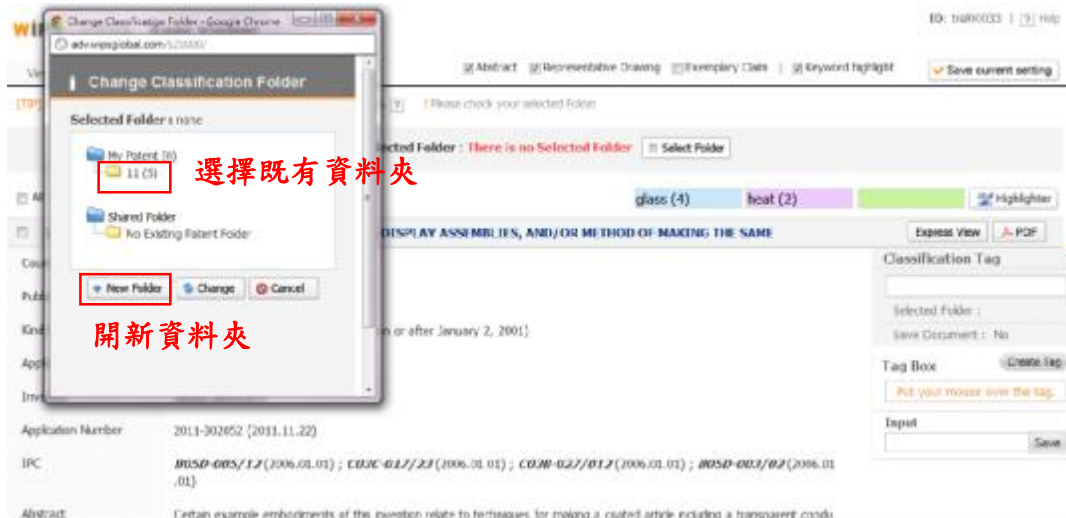 Change Classification Folder - Google Chrome
ID: trial00033 | ? Help
Change Classification Folder
Abstract Representative Drawing Exemplary Claim | Keyword highlight Save current setting
[TOP]
! Please check your selected Folder
Selected Folder : none
Selected Folder : There is no Selected Folder Select Folder
My Patent (0)
11 (5)
選擇既有資料夾
glass (4) heat (2) Highlighter
Shared Folder
No Existing Patent Folder
DISPLAY ASSEMBLIES, AND/OR METHOD OF MAKING THE SAME Express View PDF
Classification Tag
New Folder Change Cancel
Selected Folder :
開新資料夾
on or after January 2, 2001)
Save Document : No
Tag Box Create Tag
Put your mouse over the tag.
Input
Save
Application Number 2011-302052 (2011.11.22)
IPC B05D-005/12(2006.01.01) ; C03C-017/23(2006.01.01) ; C03B-027/012(2006.01.01) ; B05D-003/02(2006.01
.01)
Abstract Certain example embodiments of this invention relate to techniques for making a coated article including a transparent condu